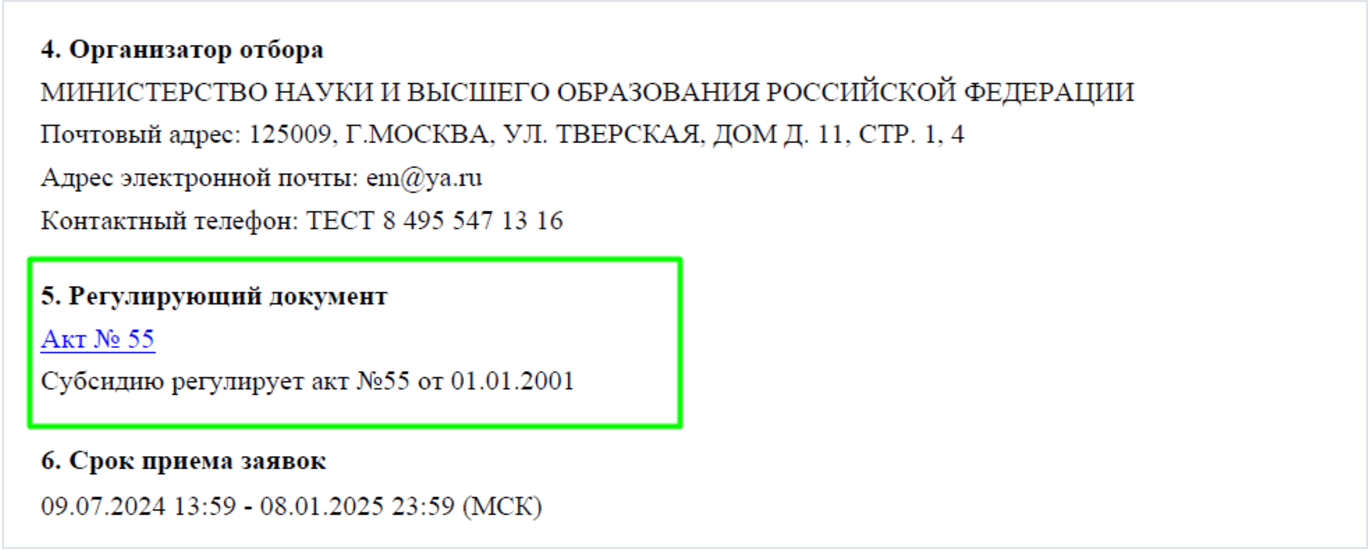 4. Организатор отбора
МИНИСТЕРСТВО НАУКИ И ВЫСШЕГО ОБРАЗОВАНИЯ РОССИЙСКОЙ ФЕДЕРАЦИИ
Почтовый адрес: 125009, Г.МОСКВА, УЛ. ТВЕРСКАЯ, ДОМ Д. 11, СТР. 1, 4
Адрес электронной почты: em@ya.ru
Контактный телефон: ТЕСТ 8 495 547 13 16
5. Регулирующий документ
Акт № 55
Субсидию регулирует акт №55 от 01.01.2001
6. Срок приема заявок
09.07.2024 13:59 - 08.01.2025 23:59 (МСК)